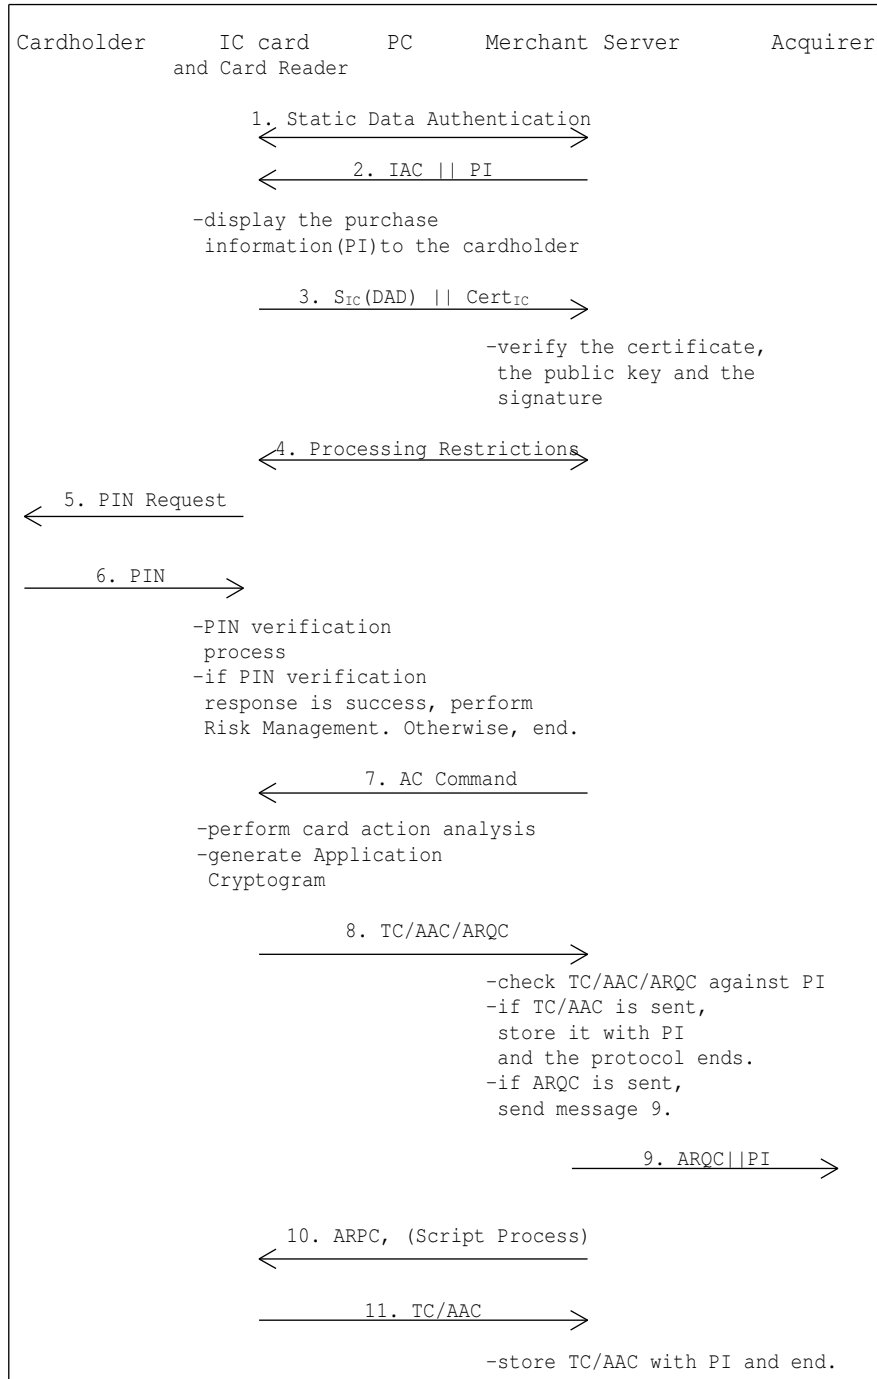 Cardholder IC card PC Merchant Server Acquirer
and Card Reader
1. Static Data Authentication
2. IAC || PI
-display the purchase
information(PI)to the cardholder
3. SIC(DAD) || CertIC
-verify the certificate,
the public key and the
signature
4. Processing Restrictions
5. PIN Request
6. PIN
-PIN verification
process
-if PIN verification
response is success, perform
Risk Management. Otherwise, end.
7. AC Command
-perform card action analysis
-generate Application
Cryptogram
8. TC/AAC/ARQC
-check TC/AAC/ARQC against PI
-if TC/AAC is sent,
store it with PI
and the protocol ends.
-if ARQC is sent,
send message 9.
9. ARQC||PI
10. ARPC, (Script Process)
11. TC/AAC
-store TC/AAC with PI and end.